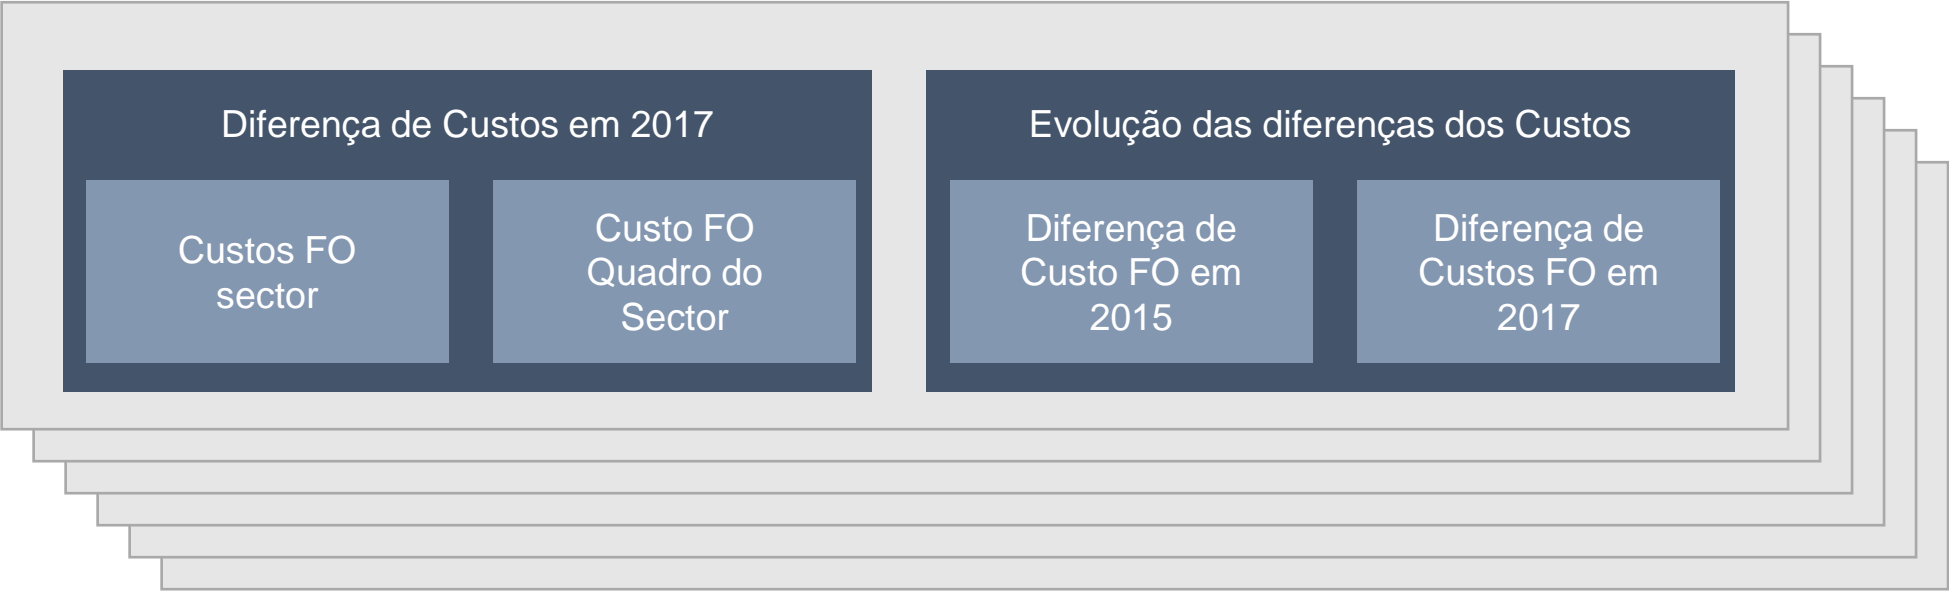 Diferença de Custos em 2017
Custos FO
sector
Custo FO
Quadro do
Sector
Evolução das diferenças dos Custos
Diferença de
Custo FO em
2015
Diferença de
Custos FO em
2017